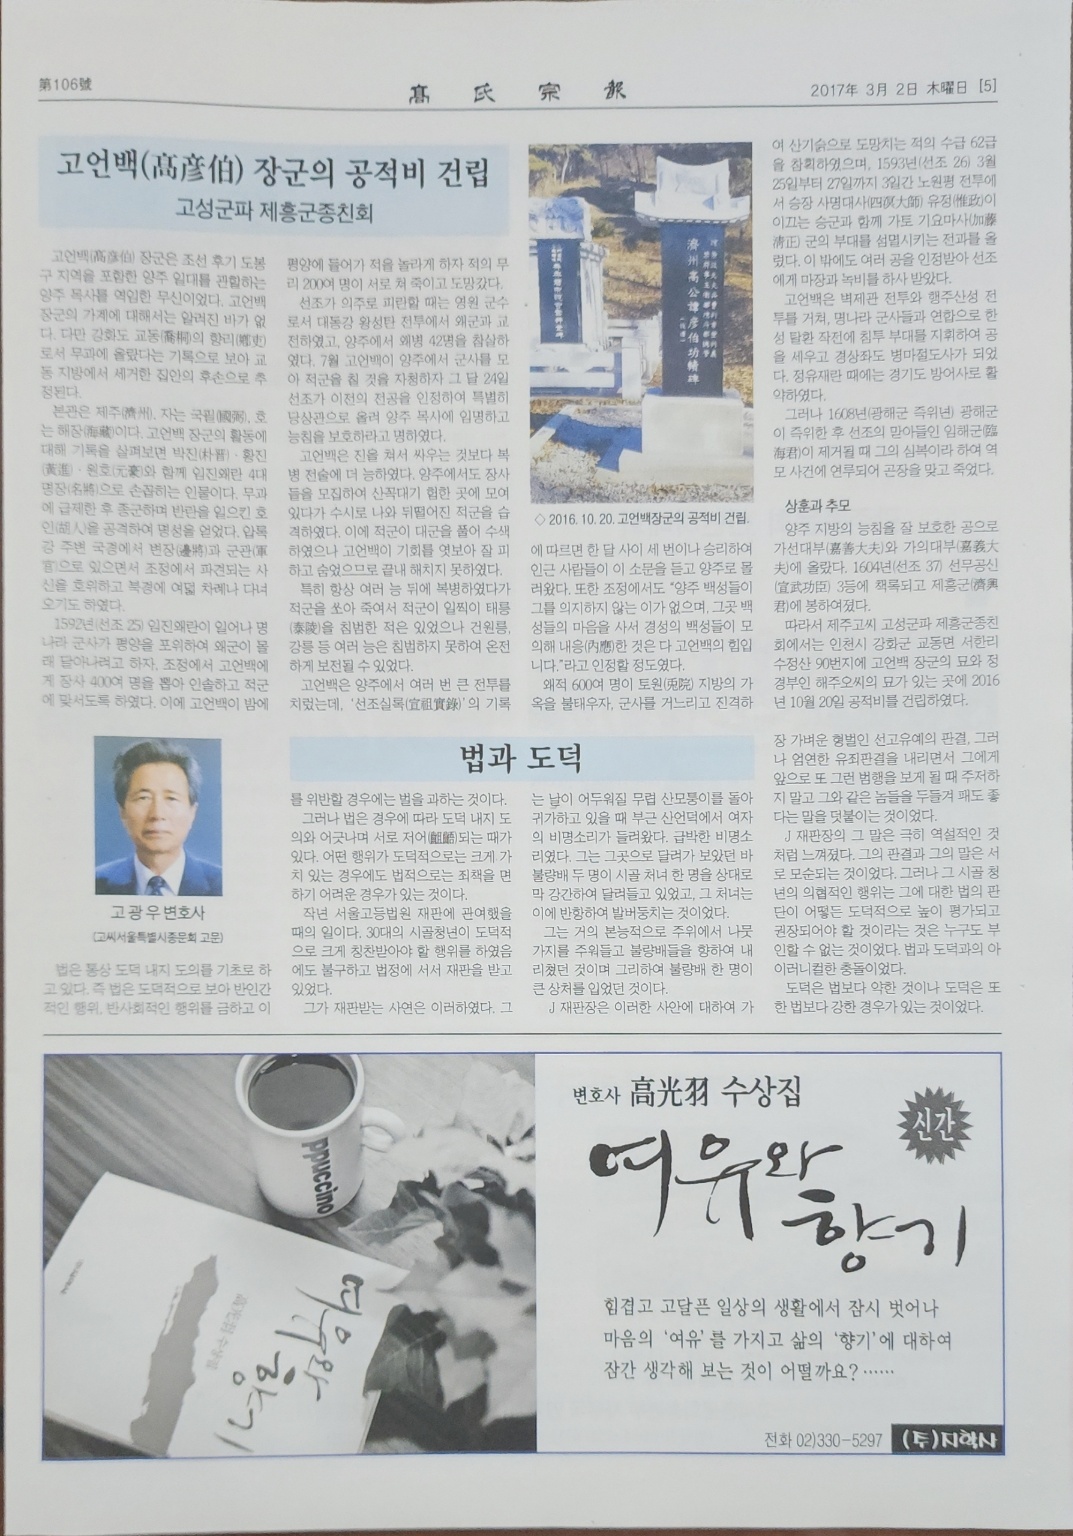 第106號
高氏宗報
2017年 3月 2日 木曜日 [5]
고언백(高彦伯) 장군의 공적비 건립
고성군파 제흥군종친회
고언백(高彦伯) 장군은 조선 후기 도봉
구 지역을 포함한 양주 일대를 관할하는
양주 목사를 역임한 무신이었다. 고언백
장군의 가계에 대해서는 알려진 바가 없
다. 다만 강화도 교동(喬桐)의 향리(鄕吏)
로서 무과에 올랐다는 기록으로 보아 교
동 지방에서 세거한 집안의 후손으로 추
정된다.
본관은 제주(濟州), 자는 국필(國弼), 호
는 해장(海藏)이다. 고언백 장군의 활동에
대해 기록을 살펴보면 박진(朴晉)·황진
(黃進)·원호(元豪)와 함께 임진왜란 4대
명장(名將)으로 손꼽히는 인물이다. 무과
에 급제한 후 종군하며 반란을 일으킨 호
인(胡人)을 공격하여 명성을 얻었다. 압록
강 주변 국경에서 변장(邊將)과 군관(軍
官)으로 있으면서 조정에서 파견되는 사
신을 호위하고 북경에 여덟 차례나 다녀
오기도 하였다.
1592년(선조 25) 임진왜란이 일어나 명
나라 군사가 평양을 포위하여 왜군이 몰
래 달아나려고 하자, 조정에서 고언백에
게 장사 400여 명을 뽑아 인솔하고 적군
에 맞서도록 하였다. 이에 고언백이 밤에
평양에 들어가 적을 놀라게 하자 적의 무
리 200여 명이 서로 쳐 죽이고 도망갔다.
선조가 의주로 피란할 때는 영원 군수
로서 대동강 왕성탄 전투에서 왜군과 교
전하였고, 양주에서 왜병 42명을 참살하
였다. 7월 고언백이 양주에서 군사를 모
아 적군을 칠 것을 자청하자 그 달 24일
선조가 이전의 전공을 인정하여 특별히
당상관으로 올려 양주 목사에 임명하고
능침을 보호하라고 명하였다.
고언백은 진을 쳐서 싸우는 것보다 복
병 전술에 더 능하였다. 양주에서도 장사
들을 모집하여 산꼭대기 험한 곳에 모여
있다가 수시로 나와 뒤떨어진 적군을 습
격하였다. 이에 적군이 대군을 풀어 수색
하였으나 고언백이 기회를 엿보아 잘 피
하고 숨었으므로 끝내 해치지 못하였다.
특히 항상 여러 능 뒤에 복병하였다가
적군을 쏘아 죽여서 적군이 일찍이 태릉
(泰陵)을 침범한 적은 있었으나 건원릉,
강릉 등 여러 능은 침범하지 못하여 온전
하게 보전될 수 있었다.
고언백은 양주에서 여러 번 큰 전투를
치렀는데, ‘선조실록(宣祖實錄)’의 기록
濟州高公諱彦伯功績碑
◇ 2016. 10. 20. 고언백장군의 공적비 건립.
에 따르면 한 달 사이 세 번이나 승리하여
인근 사람들이 이 소문을 듣고 양주로 몰
려왔다. 또한 조정에서도 “양주 백성들이
그를 의지하지 않는 이가 없으며, 그곳 백
성들의 마음을 사서 경성의 백성들이 모
의해 내응(內應)한 것은 다 고언백의 힘입
니다.”라고 인정할 정도였다.
왜적 600여 명이 토원(兎院) 지방의 가
옥을 불태우자, 군사를 거느리고 진격하
여 산기슭으로 도망치는 적의 수급 62급
을 참획하였으며, 1593년(선조 26) 3월
25일부터 27일까지 3일간 노원평 전투에
서 승장 사명대사(四溟大師) 유정(惟政)이
이끄는 승군과 함께 가토 기요마사(加藤
淸正) 군의 부대를 섬멸시키는 전과를 올
렸다. 이 밖에도 여러 공을 인정받아 선조
에게 마장과 녹비를 하사 받았다.
고언백은 벽제관 전투와 행주산성 전
투를 거쳐, 명나라 군사들과 연합으로 한
성 탈환 작전에 침투 부대를 지휘하여 공
을 세우고 경상좌도 병마절도사가 되었
다. 정유재란 때에는 경기도 방어사로 활
약하였다.
그러나 1608년(광해군 즉위년) 광해군
이 즉위한 후 선조의 맏아들인 임해군(臨
海君)이 제거될 때 그의 심복이라 하여 역
모 사건에 연루되어 곤장을 맞고 죽었다.
상훈과 추모
양주 지방의 능침을 잘 보호한 공으로
가선대부(嘉善大夫)와 가의대부(嘉義大
夫)에 올랐다. 1604년(선조 37) 선무공신
(宣武功臣) 3등에 책록되고 제흥군(濟興
君)에 봉하여졌다.
따라서 제주고씨 고성군파 제흥군종친
회에서는 인천시 강화군 교동면 서한리
수정산 90번지에 고언백 장군의 묘와 정
경부인 해주오씨의 묘가 있는 곳에 2016
년 10월 20일 공적비를 건립하였다.
법과 도덕
고 광 우 변호사
(고씨서울특별시종문회 고문)
법은 통상 도덕 내지 도의를 기초로 하
고 있다. 즉 법은 도덕적으로 보아 반인간
적인 행위, 반사회적인 행위를 금하고 이
를 위반할 경우에는 벌을 과하는 것이다.
그러나 법은 경우에 따라 도덕 내지 도
의와 어긋나며 서로 저어(齟齬)되는 때가
있다. 어떤 행위가 도덕적으로는 크게 가
치 있는 경우에도 법적으로는 죄책을 면
하기 어려운 경우가 있는 것이다.
작년 서울고등법원 재판에 관여했을
때의 일이다. 30대의 시골청년이 도덕적
으로 크게 칭찬받아야 할 행위를 하였음
에도 불구하고 법정에 서서 재판을 받고
있었다.
그가 재판받는 사연은 이러하였다. 그
는 날이 어두워질 무렵 산모퉁이를 돌아
귀가하고 있을 때 부근 산언덕에서 여자
의 비명소리가 들려왔다. 급박한 비명소
리였다. 그는 그곳으로 달려가 보았던 바
불량배 두 명이 시골 처녀 한 명을 상대로
막 강간하여 달려들고 있었고, 그 처녀는
이에 반항하여 발버둥치는 것이었다.
그는 거의 본능적으로 주위에서 나뭇
가지를 주워들고 불량배들을 향하여 내
리쳤던 것이며 그리하여 불량배 한 명이
큰 상처를 입었던 것이다.
J 재판장은 이러한 사안에 대하여 가
장 가벼운 형벌인 선고유예의 판결, 그러
나 엄연한 유죄판결을 내리면서 그에게
앞으로 또 그런 범행을 보게 될 때 주저하
지 말고 그와 같은 놈들을 두들겨 패도 좋
다는 말을 덧붙이는 것이었다.
J 재판장의 그 말은 극히 역설적인 것
처럼 느껴졌다. 그의 판결과 그의 말은 서
로 모순되는 것이었다. 그러나 그 시골 청
년의 의협적인 행위는 그에 대한 법의 판
단이 어떻든 도덕적으로 높이 평가되고
권장되어야 할 것이라는 것은 누구도 부
인할 수 없는 것이었다. 법과 도덕과의 아
이러니컬한 충돌이었다.
도덕은 법보다 약한 것이나 도덕은 또
한 법보다 강한 경우가 있는 것이었다.
ppuccino
여유와
향기
高光羽 수상집
변호사 高光羽 수상집
신간
여유와
향기
힘겹고 고달픈 일상의 생활에서 잠시 벗어나
마음의 ‘여유’를 가지고 삶의 ‘향기’에 대하여
잠간 생각해 보는 것이 어떨까요?……
전화 02)330-5297
(주)지학사